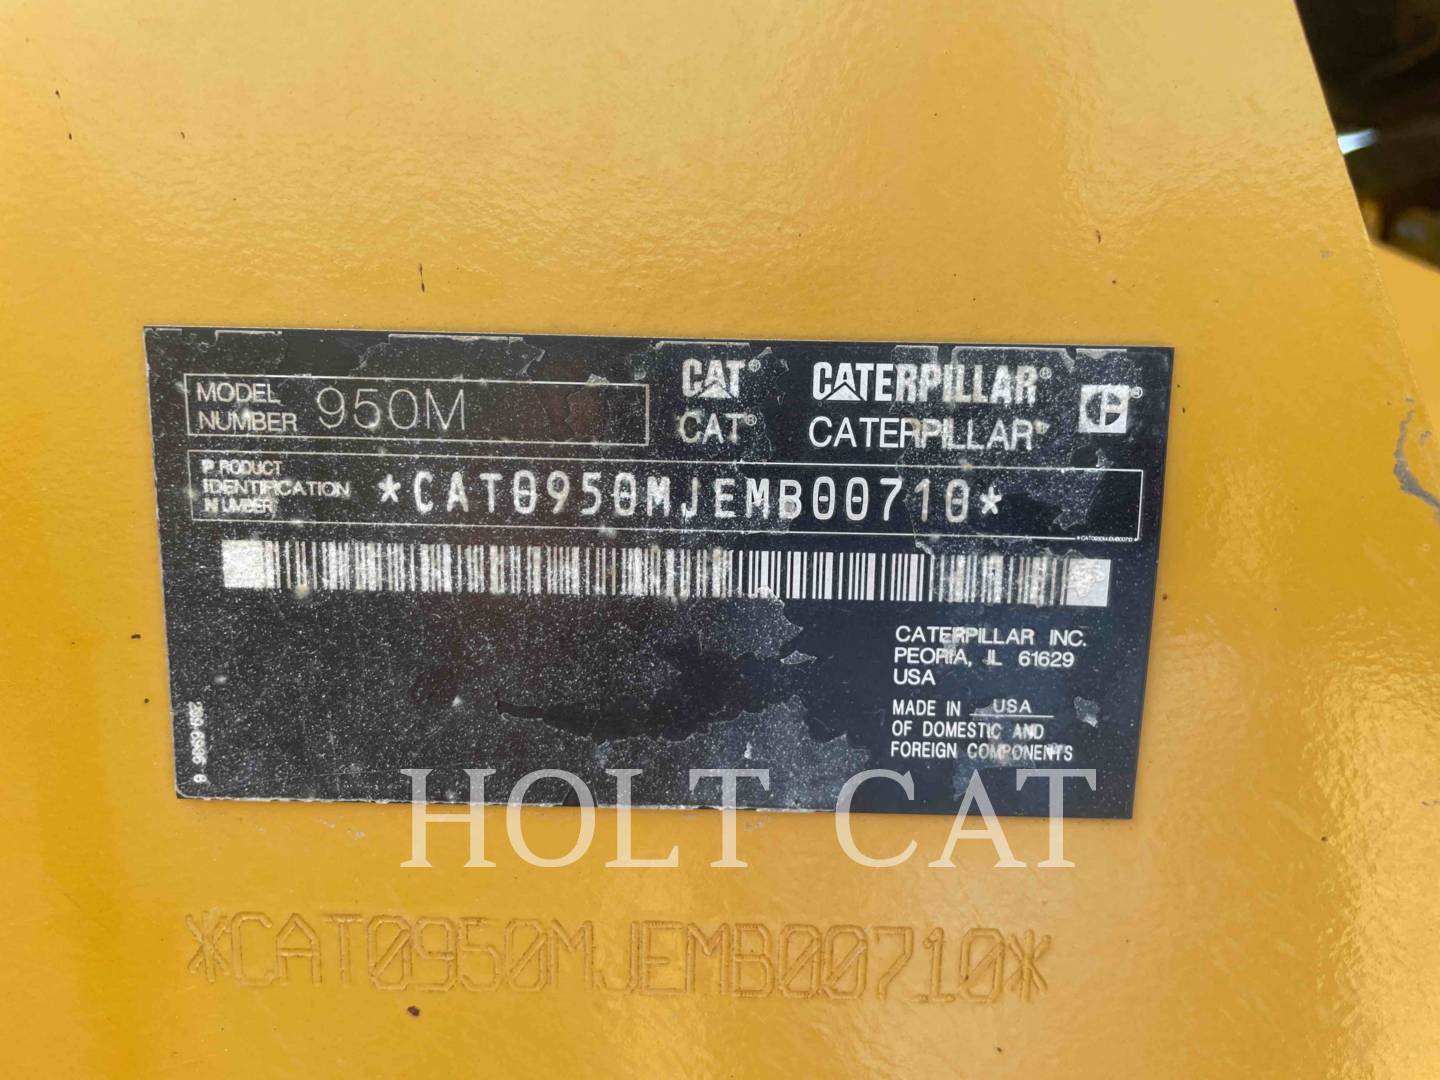 MODEL NUMBER 950M
CAT® CATERPILLAR®
CAT® CATERPILLAR®
PRODUCT IDENTIFICATION NUMBER *CAT0950MJEMB00710*
*CAT0950MJEMB00710*
CATERPILLAR INC.
PEORIA, IL 61629
USA
MADE IN USA
OF DOMESTIC AND
FOREIGN COMPONENTS
HOLT CAT
*CAT0950MJEMB00710*